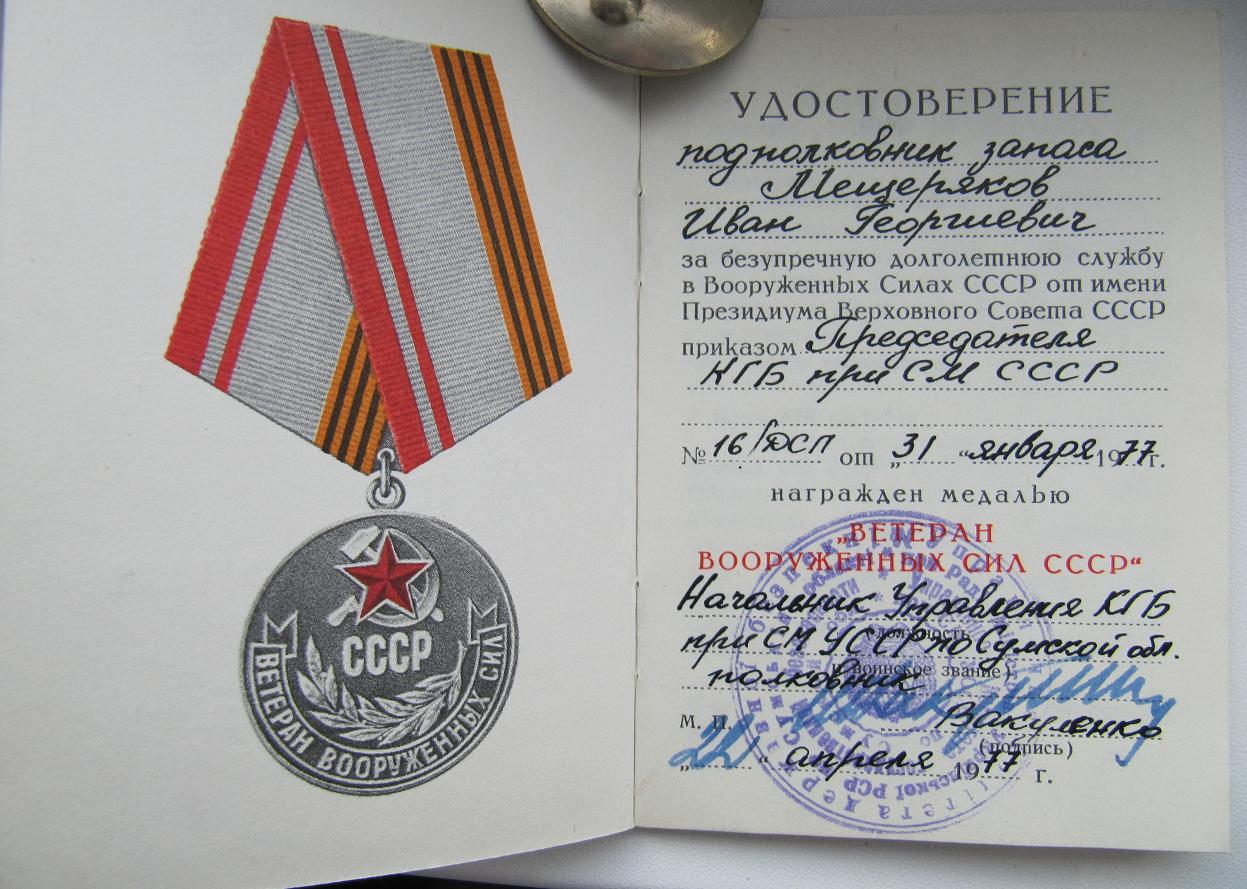 СССР
ВЕТЕРАН ВООРУЖЕННЫХ СИЛ
УДОСТОВЕРЕНИЕ
подполковник запаса
Мещеряков
Иван Георгиевич
за безупречную долголетнюю службу
в Вооруженных Силах СССР от имени
Президиума Верховного Совета СССР
приказом Председателя
КГБ при СМ СССР
№ 16/ДСП от „31“ января 1977г.
награжден медалью
„ВЕТЕРАН
ВООРУЖЕННЫХ СИЛ СССР“
Начальник Управления КГБ
(должность
при СМ УССР по Сумской обл.
и воинское звание)
полковник
м. п. Вакуленко
(подпись)
„22“ апреля 1977 г.